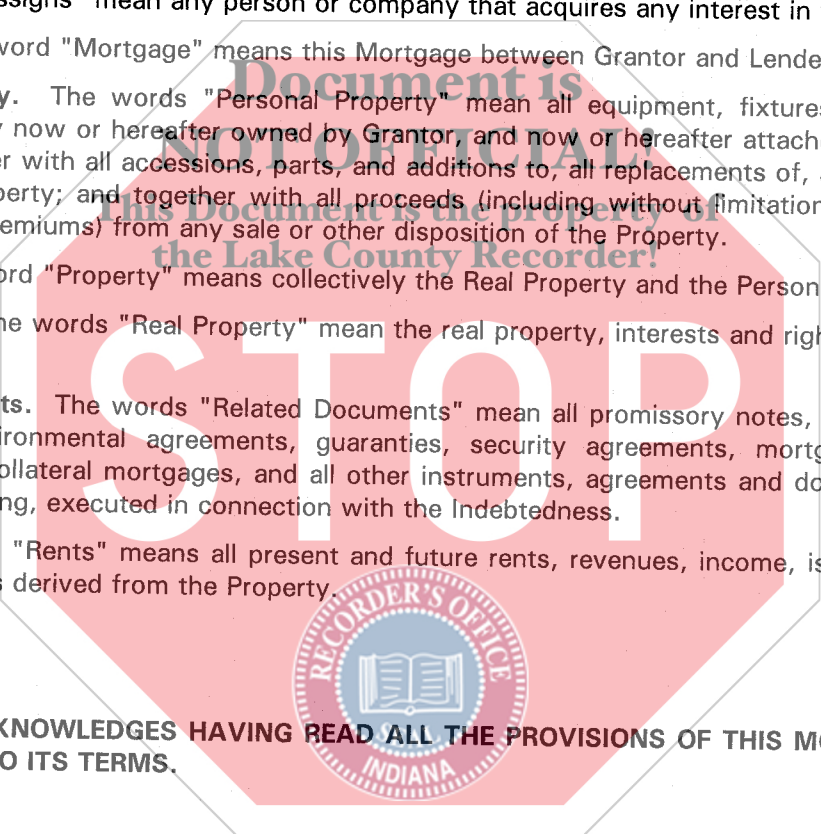 ssigns" mean any person or company that acquires any interest in
word "Mortgage" means this Mortgage between Grantor and Lende
Document is
y. The words "Personal Property" mean all equipment, fixtures
y now or hereafter owned by Grantor, and now or hereafter attach
NOT OFFICIAL!
er with all accessions, parts, and additions to, all replacements of,
perty; and together with all proceeds (including without limitation
This Document is the property of
emiums) from any sale or other disposition of the Property.
the Lake County Recorder!
ord "Property" means collectively the Real Property and the Person
he words "Real Property" mean the real property, interests and righ
STOP
ts. The words "Related Documents" mean all promissory notes,
ironmental agreements, guaranties, security agreements, mortg
ollateral mortgages, and all other instruments, agreements and do
ng, executed in connection with the Indebtedness.
"Rents" means all present and future rents, revenues, income, is
s derived from the Property.
RECORDER'S OFFICE
SEAL
INDIANA
KNOWLEDGES HAVING READ ALL THE PROVISIONS OF THIS MO
O ITS TERMS.